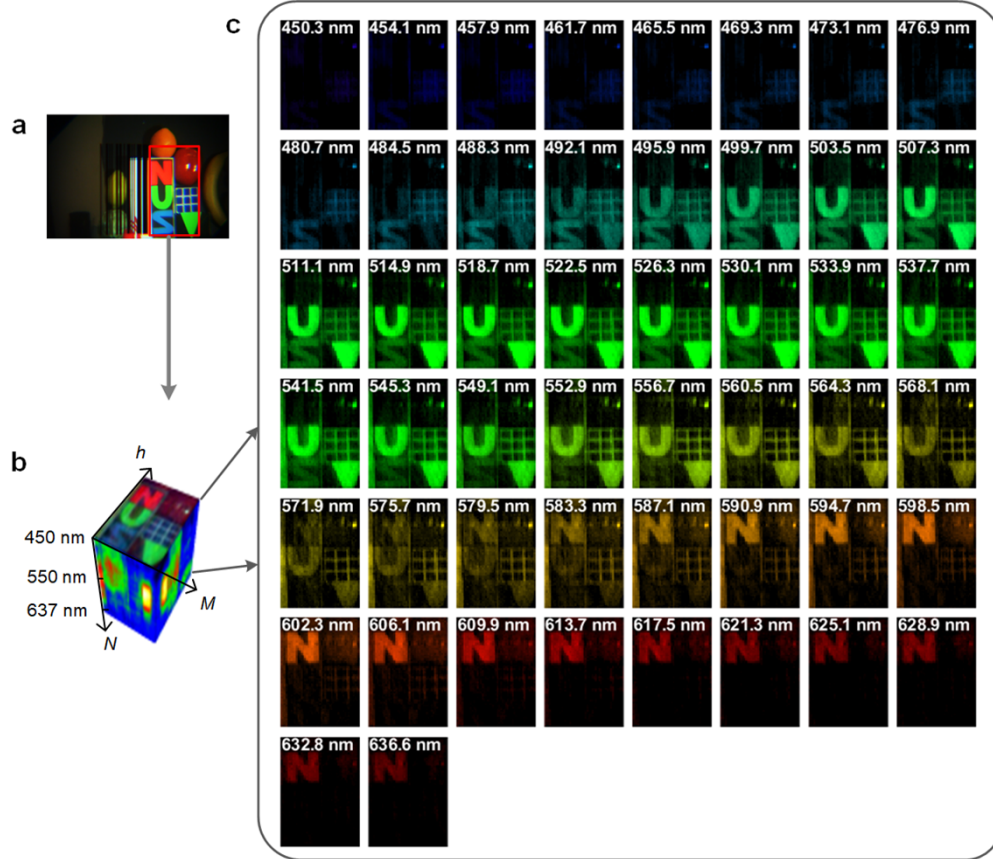 c
450.3 nm 454.1 nm 457.9 nm 461.7 nm 465.5 nm 469.3 nm 473.1 nm 476.9 nm
a
N
U
S
480.7 nm 484.5 nm 488.3 nm 492.1 nm 495.9 nm 499.7 nm 503.5 nm 507.3 nm
511.1 nm 514.9 nm 518.7 nm 522.5 nm 526.3 nm 530.1 nm 533.9 nm 537.7 nm
541.5 nm 545.3 nm 549.1 nm 552.9 nm 556.7 nm 560.5 nm 564.3 nm 568.1 nm
b
h
450 nm
550 nm
637 nm
N
M
571.9 nm 575.7 nm 579.5 nm 583.3 nm 587.1 nm 590.9 nm 594.7 nm 598.5 nm
602.3 nm 606.1 nm 609.9 nm 613.7 nm 617.5 nm 621.3 nm 625.1 nm 628.9 nm
632.8 nm 636.6 nm